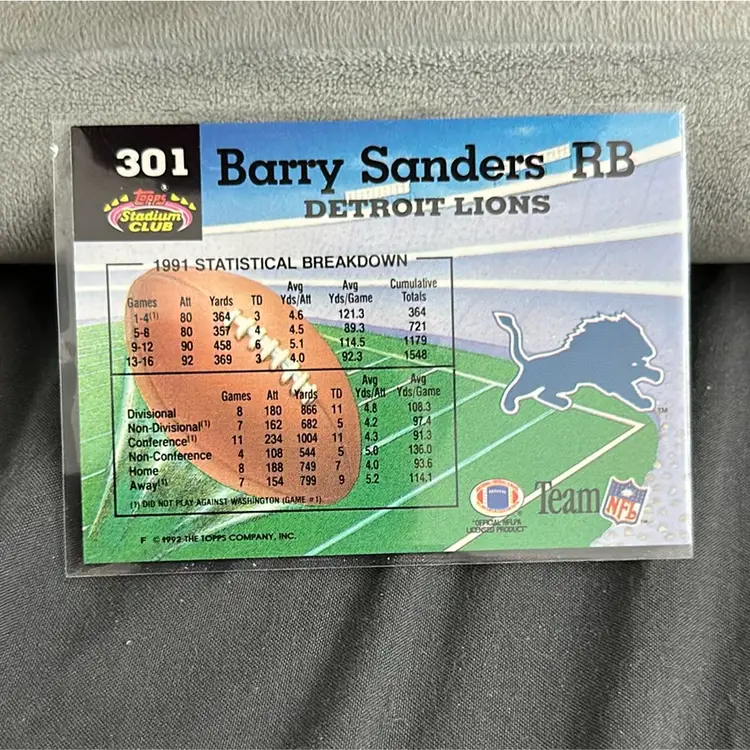 301 Barry Sanders RB
Topps
Stadium
CLUB
DETROIT LIONS
1991 STATISTICAL BREAKDOWN
Games Att Yards TD Avg Yds/Att Avg Yds/Game Cumulative Totals
1-4(1) 80 364 3 4.6 121.3 364
5-8 80 357 4 4.5 89.3 721
9-12 90 458 6 5.1 114.5 1179
13-16 92 369 3 4.0 92.3 1548
Games Att Yards TD Avg Yds/Att Avg Yds/Game
Divisional 8 180 866 11 4.8 108.3
Non-Divisional(1) 7 162 682 5 4.2 97.4
Conference(1) 11 234 1004 11 4.3 91.3
Non-Conference 4 108 544 5 5.0 136.0
Home 8 188 749 7 4.0 93.6
Away(1) 7 154 799 9 5.2 114.1
(1) DID NOT PLAY AGAINST WASHINGTON (GAME #1)
TM
Team NFL
"OFFICIAL NFLPA
LICENSED PRODUCT"
F © 1992 THE TOPPS COMPANY, INC.